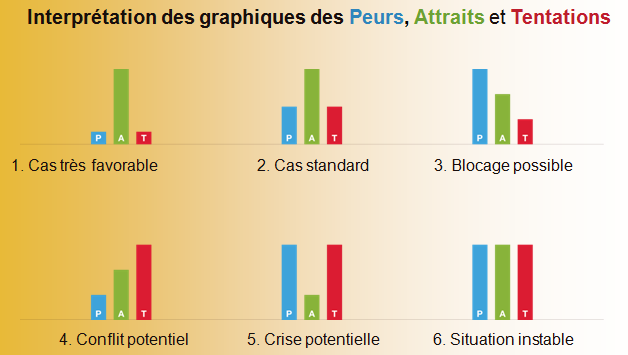 Interprétation des graphiques des Peurs, Attraits et Tentations
P A T P A T P A T
1. Cas très favorable 2. Cas standard 3. Blocage possible
P A T P A T P A T
4. Conflit potentiel 5. Crise potentielle 6. Situation instable